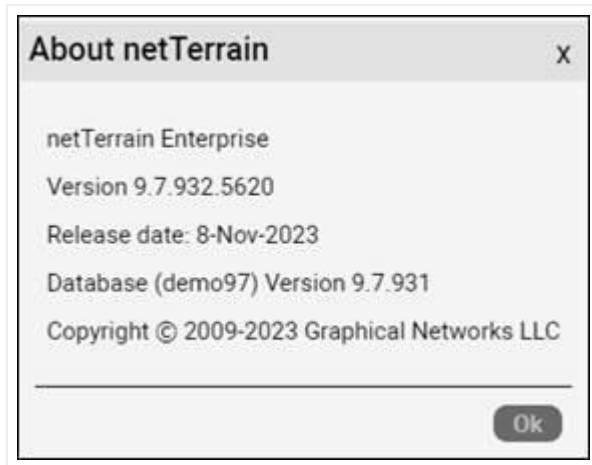 About netTerrain x
netTerrain Enterprise
Version 9.7.932.5620
Release date: 8-Nov-2023
Database (demo97) Version 9.7.931
Copyright © 2009-2023 Graphical Networks LLC
Ok